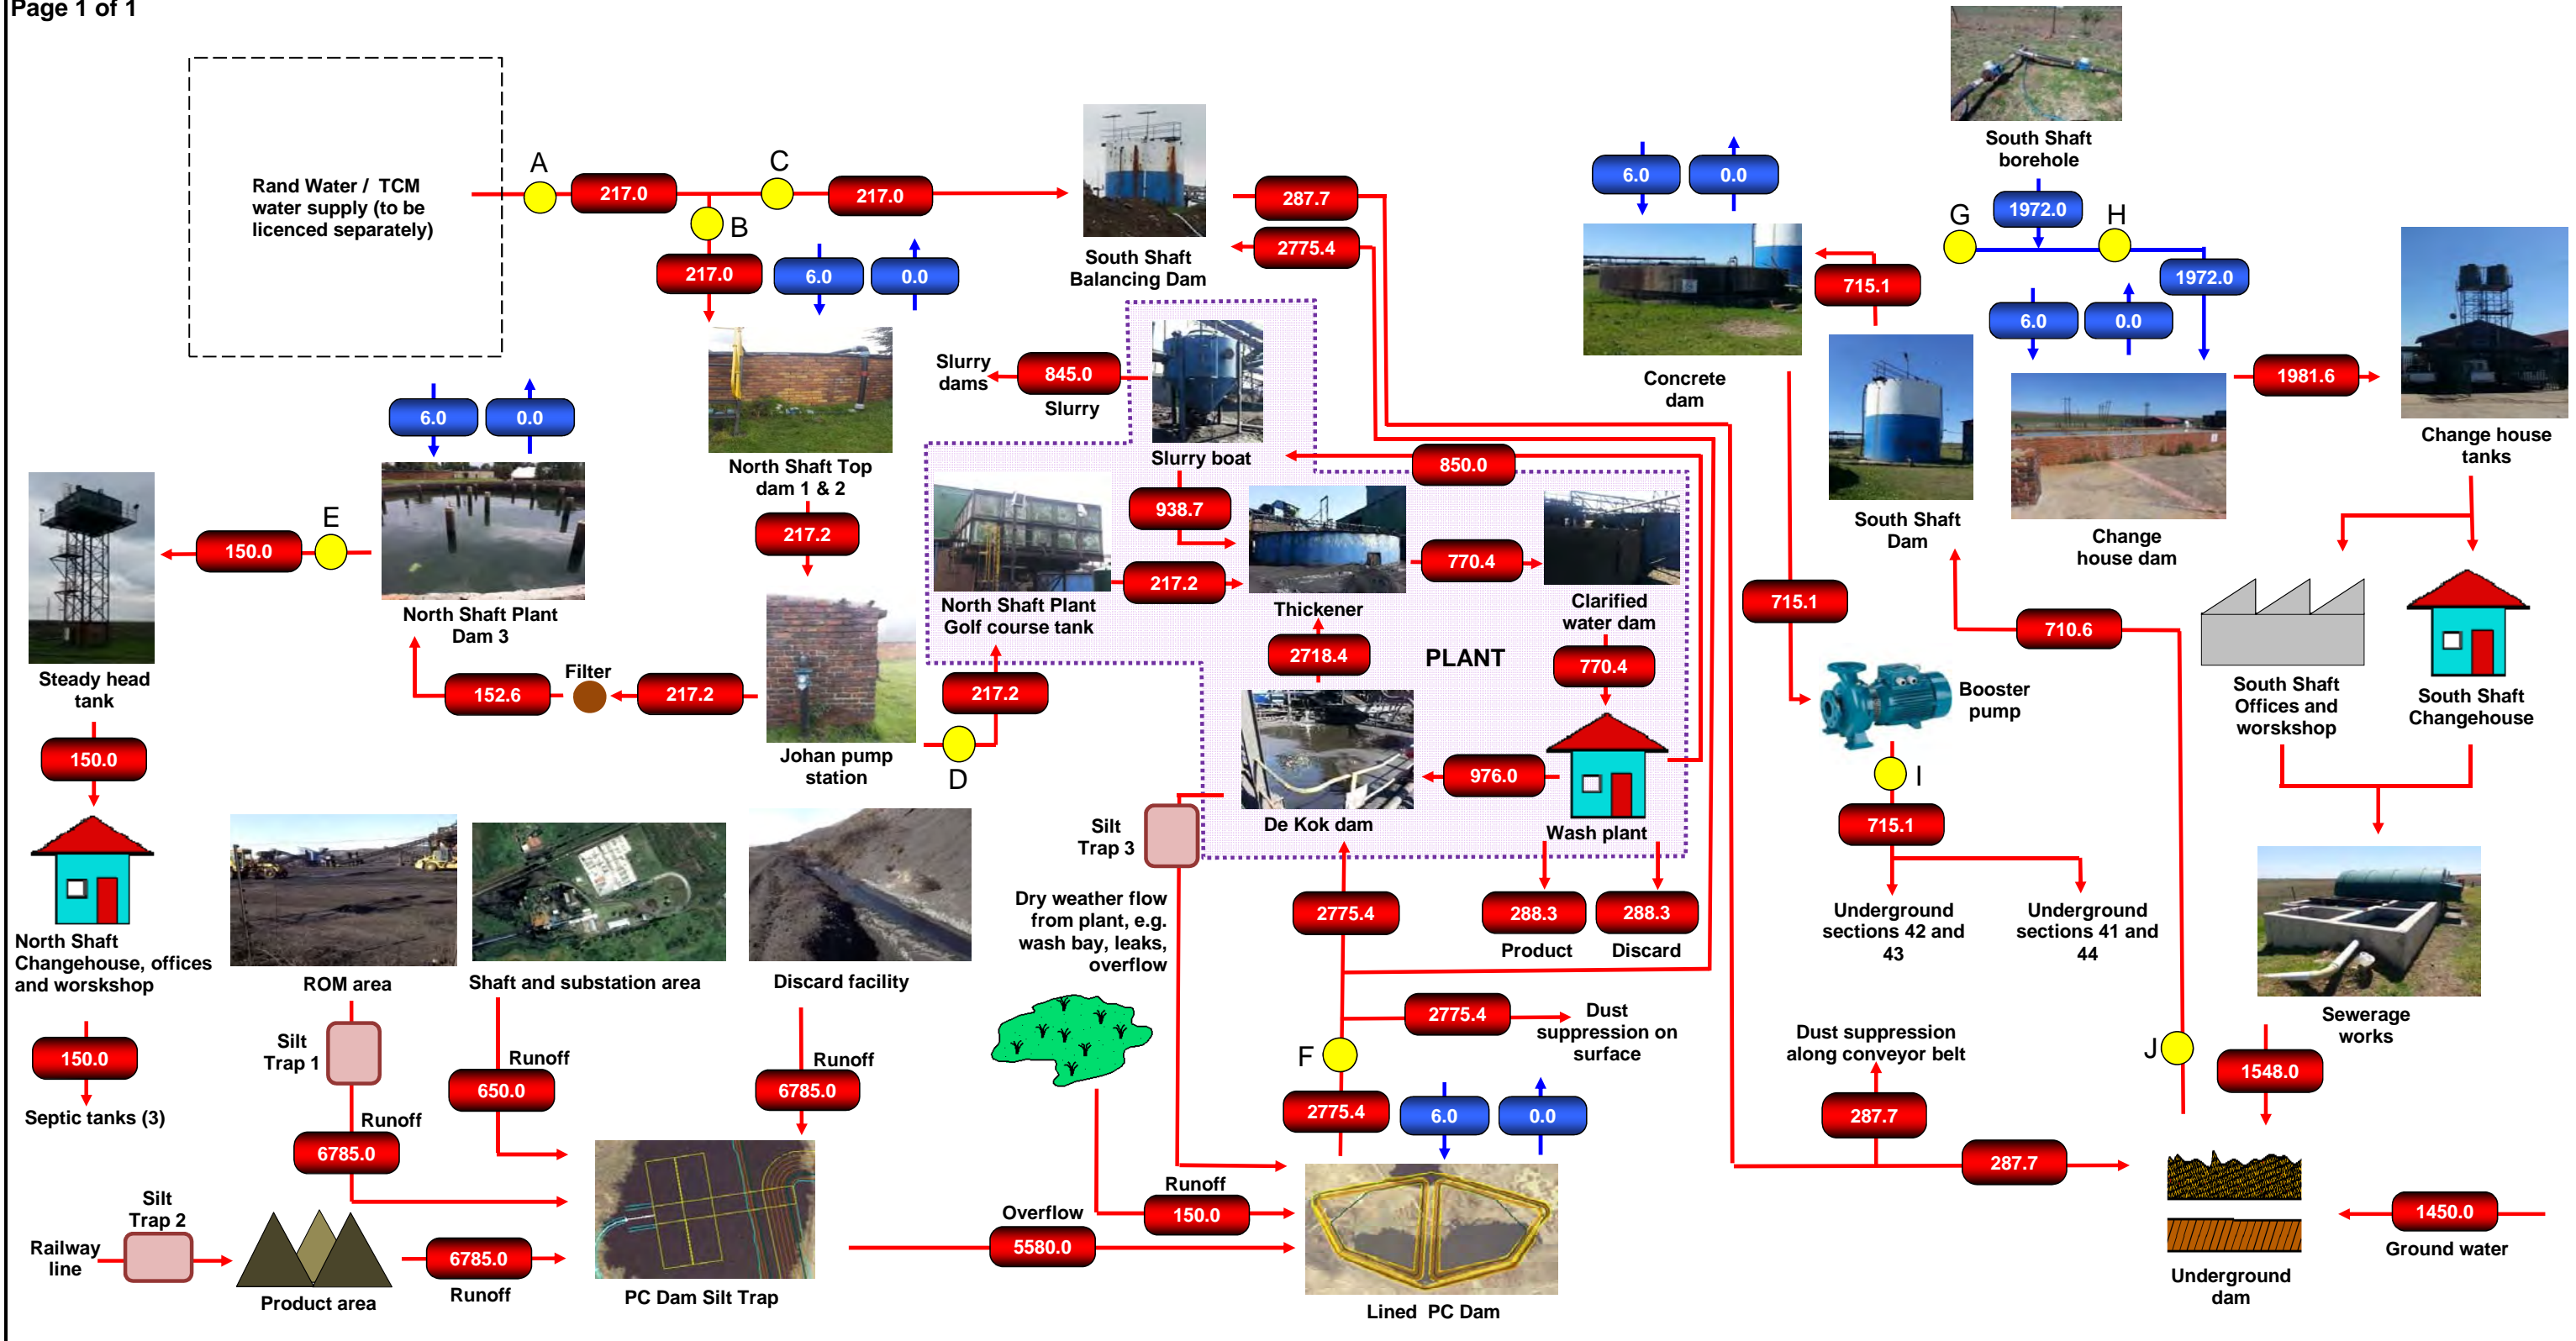 Page 1 of 1
Rand Water / TCM
water supply (to be
licenced separately)
A
217.0
C
217.0
B
217.0
6.0
0.0
South Shaft
Balancing Dam
287.7
2775.4
6.0
0.0
South Shaft
borehole
G
1972.0
H
1972.0
715.1
6.0
0.0
Concrete
dam
South Shaft
Dam
Change
house dam
1981.6
Change house
tanks
Slurry
dams
845.0
Slurry
Slurry boat
850.0
6.0
0.0
North Shaft Top
dam 1 & 2
217.2
150.0
E
North Shaft Plant
Dam 3
Steady head
tank
152.6
Filter
217.2
Johan pump
station
D
217.2
North Shaft Plant
Golf course tank
938.7
217.2
Thickener
770.4
Clarified
water dam
2718.4
PLANT
770.4
De Kok dam
976.0
Wash plant
715.1
Booster
pump
I
715.1
710.6
South Shaft
Offices and
worskshop
South Shaft
Changehouse
150.0
North Shaft
Changehouse, offices
and worskshop
150.0
Septic tanks (3)
ROM area
Shaft and substation area
Discard facility
Silt
Trap 1
Runoff
6785.0
Runoff
650.0
Runoff
6785.0
Silt
Trap 3
Dry weather flow
from plant, e.g.
wash bay, leaks,
overflow
2775.4
288.3
288.3
Product
Discard
Underground
sections 42 and
43
Underground
sections 41 and
44
Sewerage
works
F
2775.4
Dust
suppression on
surface
2775.4
6.0
0.0
Dust suppression
along conveyor belt
287.7
J
1548.0
287.7
Silt
Trap 2
Railway
line
Product area
6785.0
Runoff
PC Dam Silt Trap
Overflow
5580.0
Runoff
150.0
Lined PC Dam
Underground
dam
1450.0
Ground water